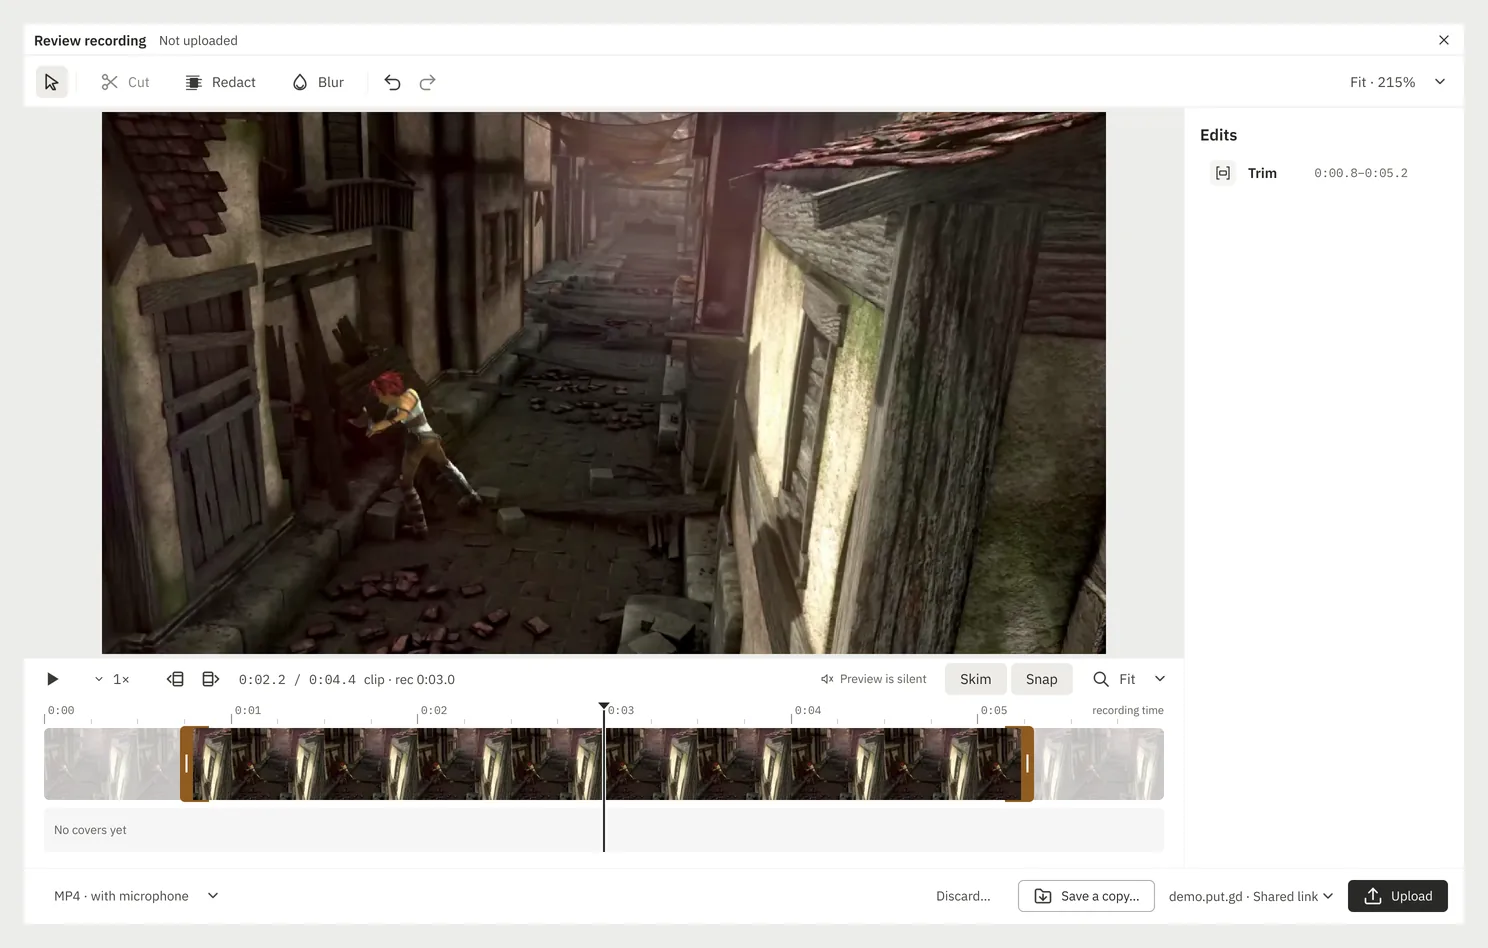 Review recording Not uploaded
Cut Redact Blur Fit · 215%
Edits
Trim 0:00.8–0:05.2
1× 0:02.2 / 0:04.4 clip · rec 0:03.0 Preview is silent Skim Snap Fit
0:00 0:01 0:02 0:03 0:04 0:05 recording time
No covers yet
MP4 · with microphone Discard... Save a copy... demo.put.gd · Shared link Upload